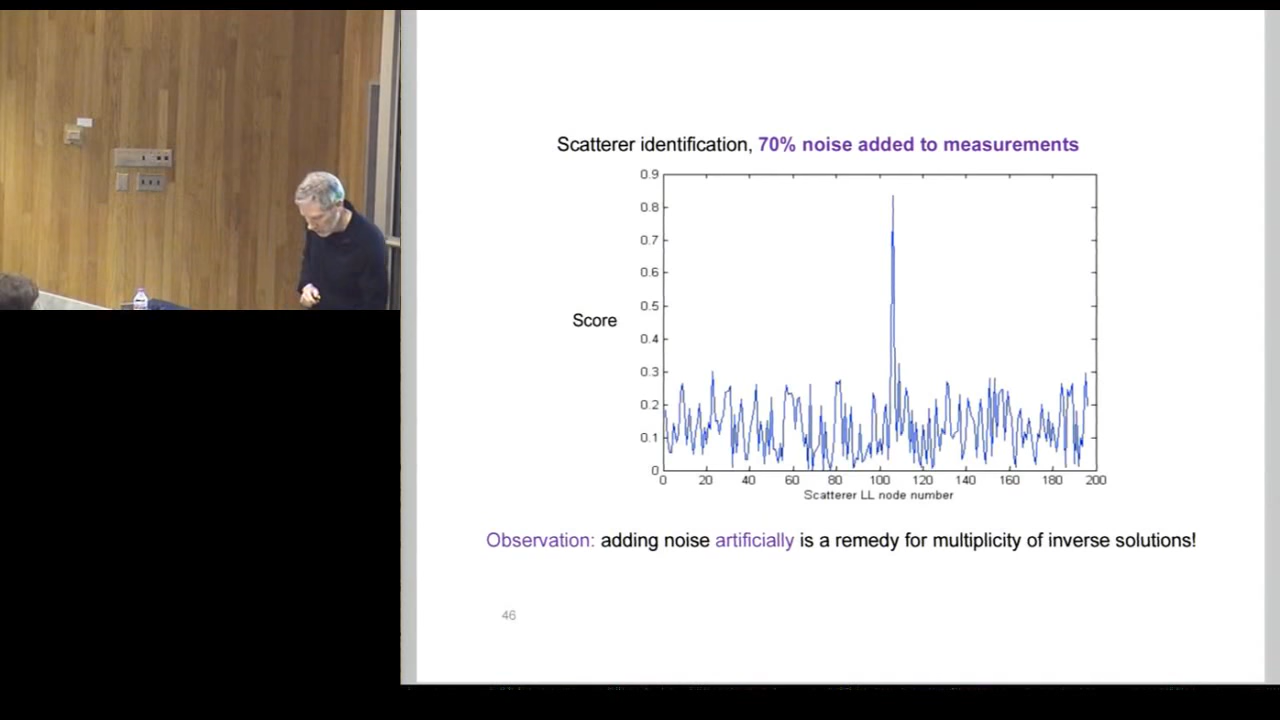 Scatterer identification, 70% noise added to measurements
0.9
0.8
0.7
0.6
0.5
Score
0.4
0.3
0.2
0.1
0
0 20 40 60 80 100 120 140 160 180 200
Scatterer LL node number
Observation: adding noise artificially is a remedy for multiplicity of inverse solutions!
46